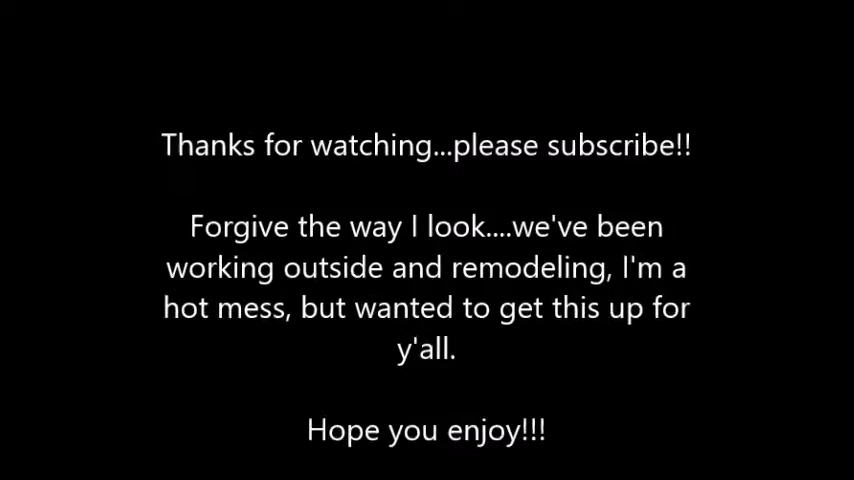 Thanks for watching...please subscribe!!
Forgive the way I look....we've been
working outside and remodeling, I'm a
hot mess, but wanted to get this up for
y'all.
Hope you enjoy!!!